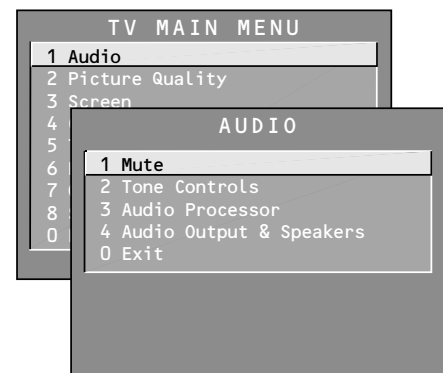 TV MAIN MENU
1 Audio
2 Picture Quality
3 Screen
4
5
6
7
8
0
AUDIO
1 Mute
2 Tone Controls
3 Audio Processor
4 Audio Output & Speakers
0 Exit